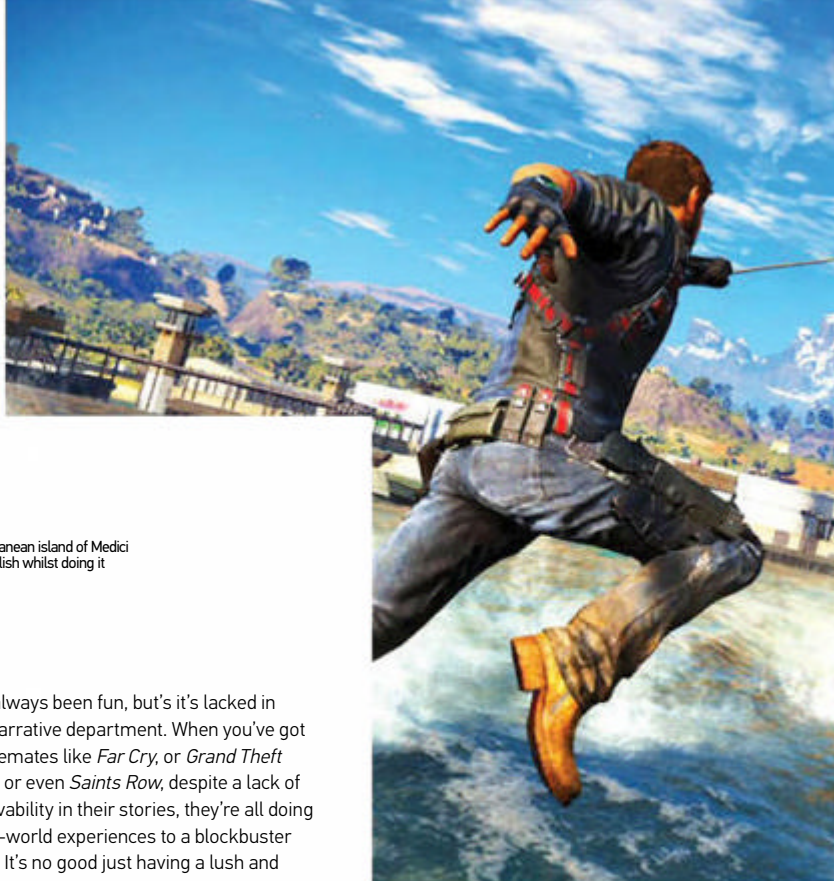 anean island of Medici
lish whilst doing it
always been fun, but's it's lacked in
arrative department. When you've got
emates like Far Cry, or Grand Theft
or even Saints Row, despite a lack of
vability in their stories, they're all doing
-world experiences to a blockbuster
It's no good just having a lush and